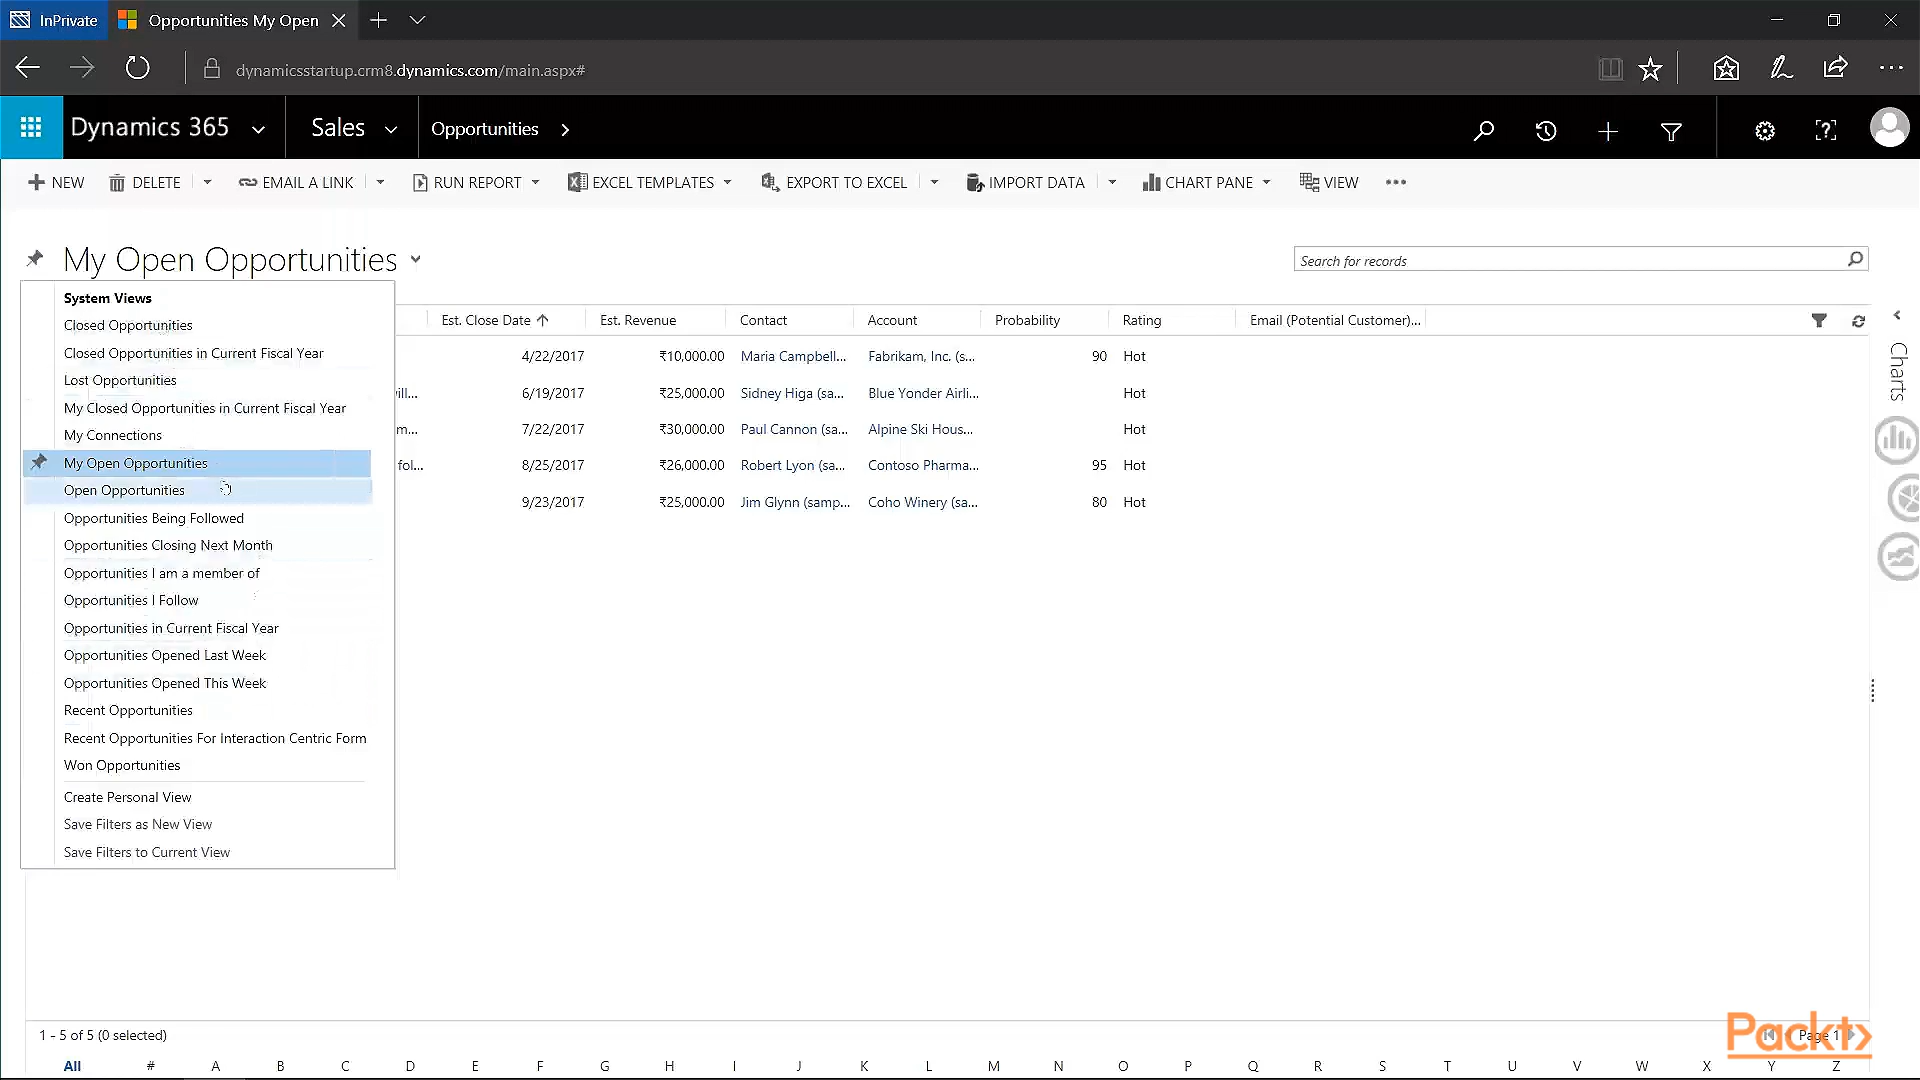 InPrivate
Opportunities My Open
dynamicsstartup.crm8.dynamics.com/main.aspx#
Dynamics 365
Sales
Opportunities
NEW
DELETE
EMAIL A LINK
RUN REPORT
EXCEL TEMPLATES
EXPORT TO EXCEL
IMPORT DATA
CHART PANE
VIEW
My Open Opportunities
Search for records
System Views
Closed Opportunities
Closed Opportunities in Current Fiscal Year
Lost Opportunities
My Closed Opportunities in Current Fiscal Year
My Connections
My Open Opportunities
Open Opportunities
Opportunities Being Followed
Opportunities Closing Next Month
Opportunities I am a member of
Opportunities I Follow
Opportunities in Current Fiscal Year
Opportunities Opened Last Week
Opportunities Opened This Week
Recent Opportunities
Recent Opportunities For Interaction Centric Form
Won Opportunities
Create Personal View
Save Filters as New View
Save Filters to Current View
Est. Close Date Est. Revenue Contact Account Probability Rating Email (Potential Customer)...
4/22/2017 ₹10,000.00 Maria Campbell... Fabrikam, Inc. (s... 90 Hot
ill... 6/19/2017 ₹25,000.00 Sidney Higa (sa... Blue Yonder Airli... Hot
m... 7/22/2017 ₹30,000.00 Paul Cannon (sa... Alpine Ski Hous... Hot
fol... 8/25/2017 ₹26,000.00 Robert Lyon (sa... Contoso Pharma... 95 Hot
9/23/2017 ₹25,000.00 Jim Glynn (samp... Coho Winery (sa... 80 Hot
Charts
1 - 5 of 5 (0 selected)
Page 1
Packt
All # A B C D E F G H I J K L M N O P Q R S T U V W X Y Z